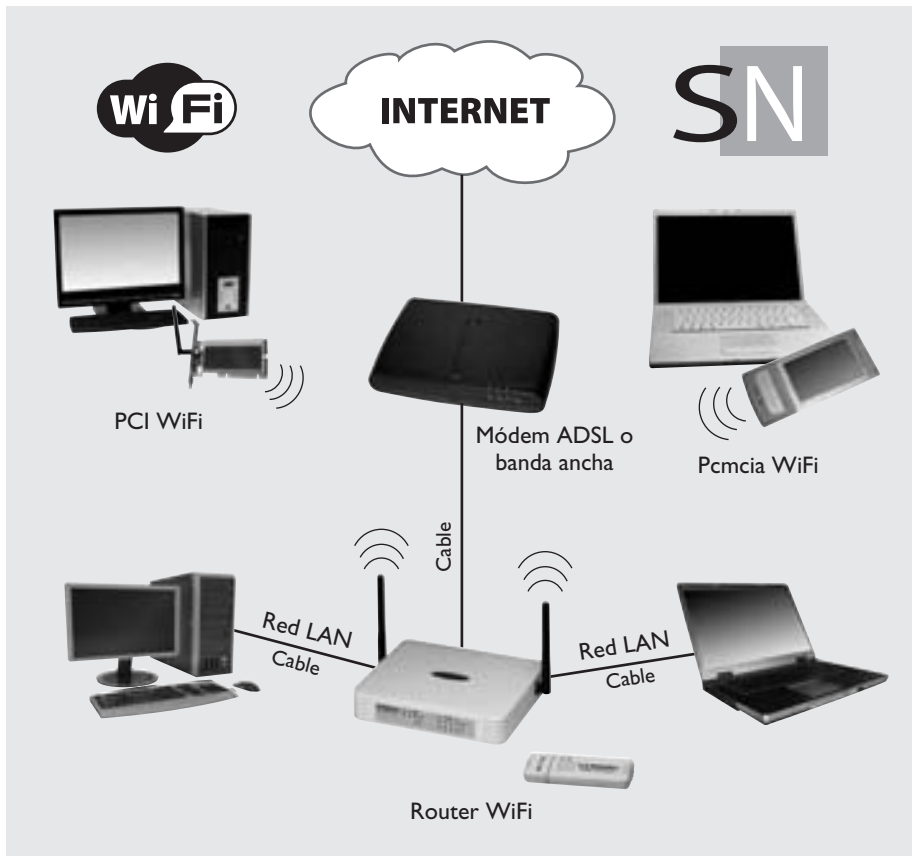 Wi Fi
INTERNET
SN
PCI WiFi
Módem ADSL o
banda ancha
Pcmcia WiFi
Cable
Red LAN
Cable
Red LAN
Cable
Router WiFi